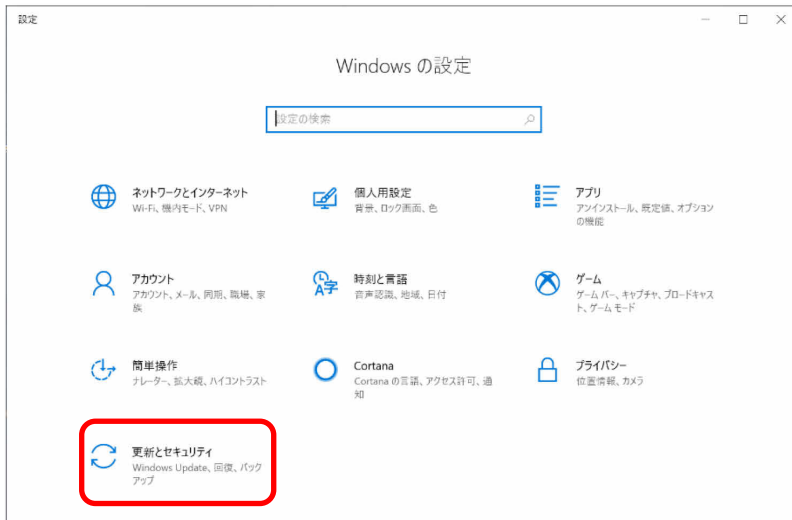 設定
Windows の設定
設定の検索
ネットワークとインターネット
Wi-Fi、機内モード、VPN
個人用設定
背景、ロック画面、色
アプリ
アンインストール、既定値、オプション
の機能
アカウント
アカウント、メール、同期、職場、家
族
時刻と言語
音声認識、地域、日付
ゲーム
ゲーム バー、キャプチャ、ブロードキャス
ト、ゲーム モード
簡単操作
ナレーター、拡大鏡、ハイコントラスト
Cortana
Cortana の言語、アクセス許可、通
知
プライバシー
位置情報、カメラ
更新とセキュリティ
Windows Update、回復、バック
アップ